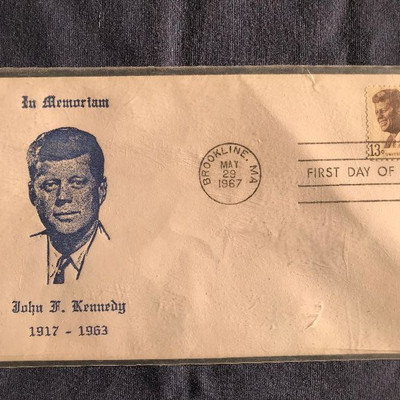 In Memoriam
John F. Kennedy
1917 - 1963
BROOKLINE, MA
MAY
29
1967
FIRST DAY OF
13c